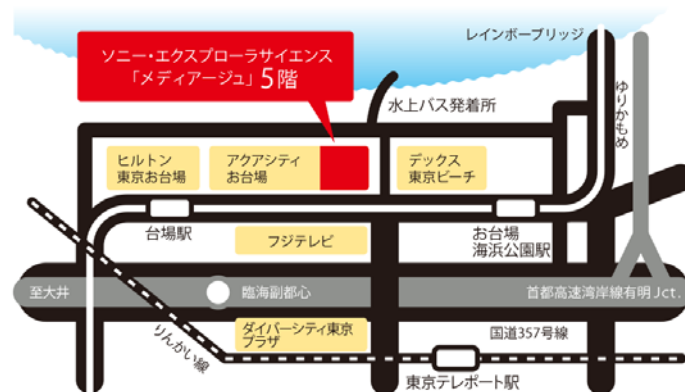 レインボーブリッジ
ソニー・エクスプローラサイエンス
「メディアージュ」5階
ゆりかもめ
水上バス発着所
ヒルトン
東京お台場
アクアシティ
お台場
デックス
東京ビーチ
台場駅
フジテレビ
お台場
海浜公園駅
至大井
臨海副都心
首都高速湾岸線有明Jct.
りんかい線
ダイバーシティ東京
プラザ
国道357号線
東京テレポート駅